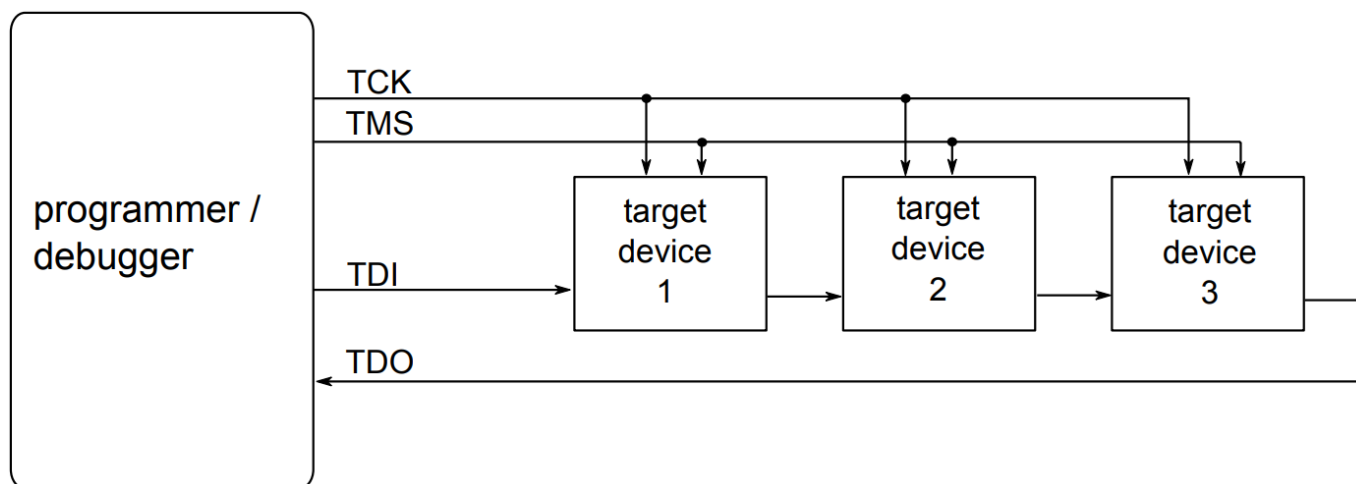 TCK
TMS
programmer /
debugger
TDI
TDO
target
device
1
target
device
2
target
device
3